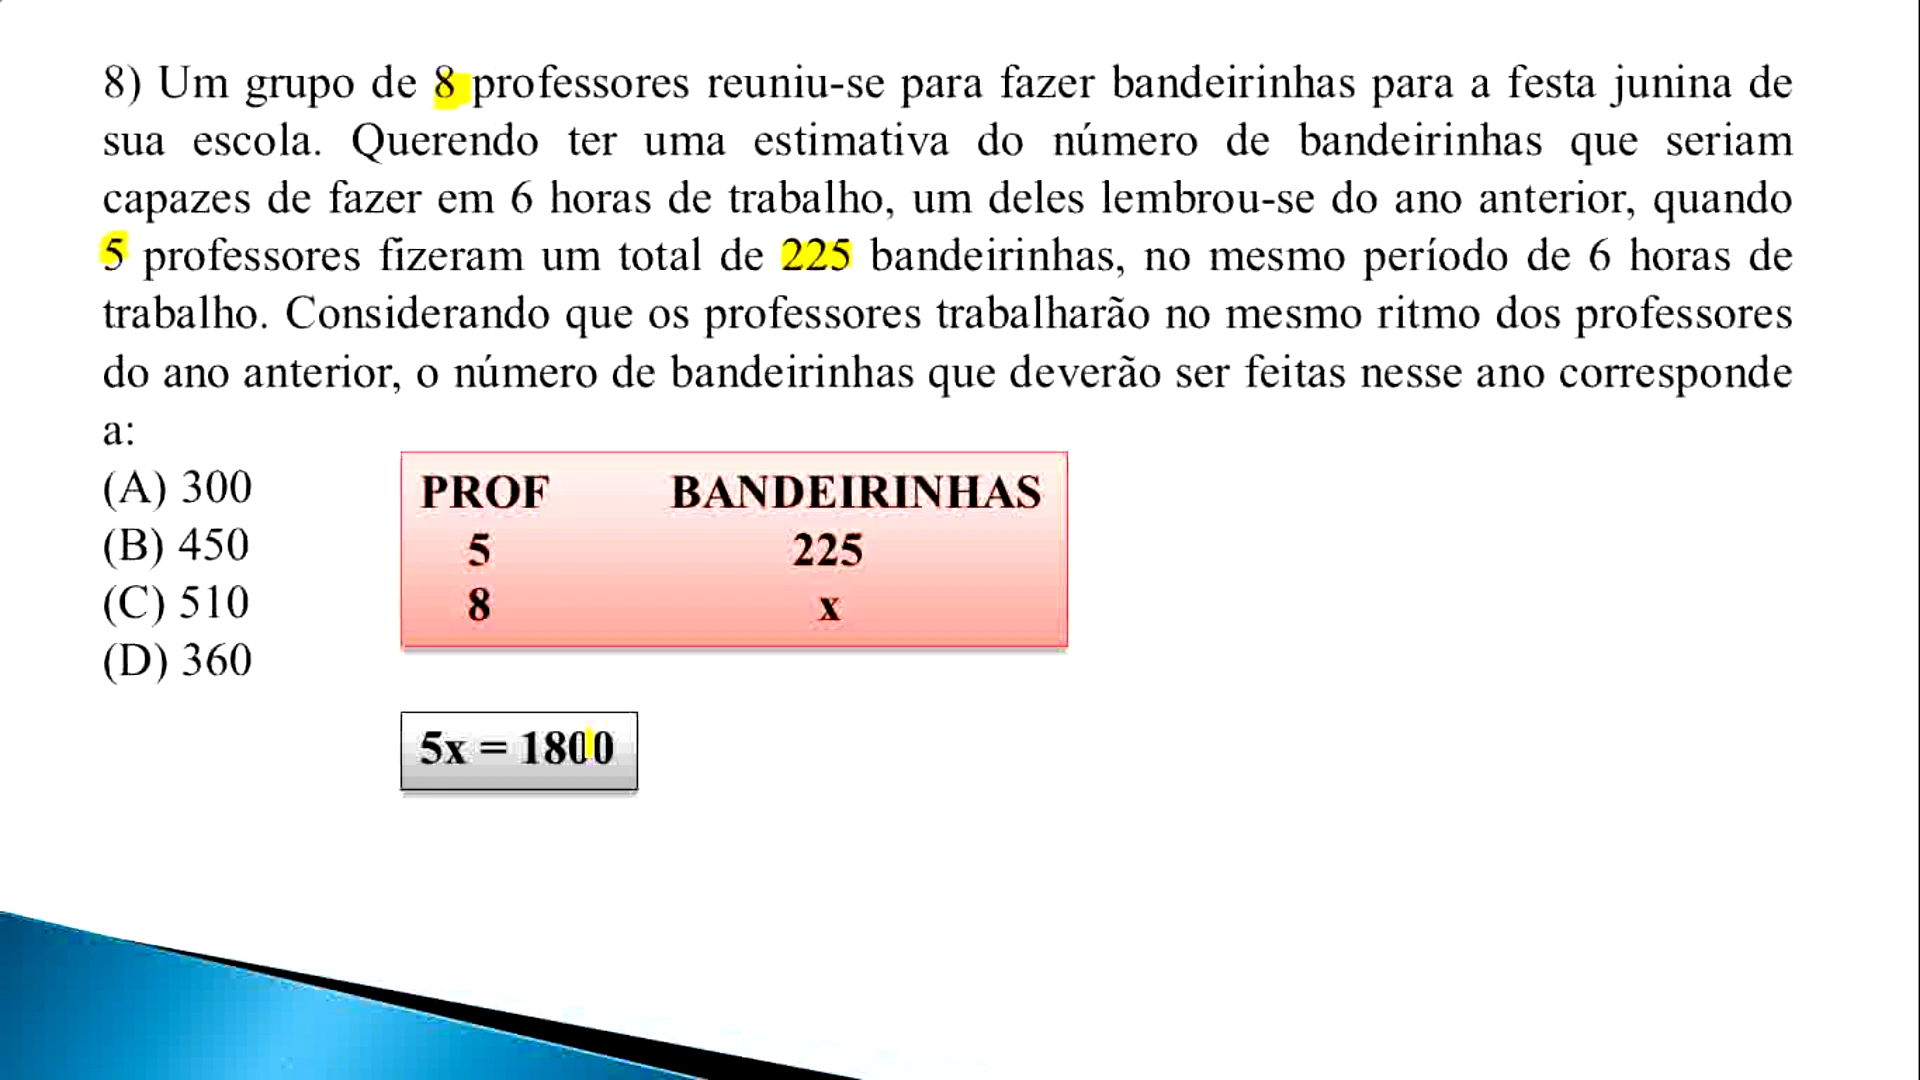 8) Um grupo de 8 professores reuniu-se para fazer bandeirinhas para a festa junina de
sua escola. Querendo ter uma estimativa do número de bandeirinhas que seriam
capazes de fazer em 6 horas de trabalho, um deles lembrou-se do ano anterior, quando
5 professores fizeram um total de 225 bandeirinhas, no mesmo período de 6 horas de
trabalho. Considerando que os professores trabalharão no mesmo ritmo dos professores
do ano anterior, o número de bandeirinhas que deverão ser feitas nesse ano corresponde
a:
(A) 300
(B) 450
(C) 510
(D) 360
PROF BANDEIRINHAS
5 225
8 x
5x = 1800